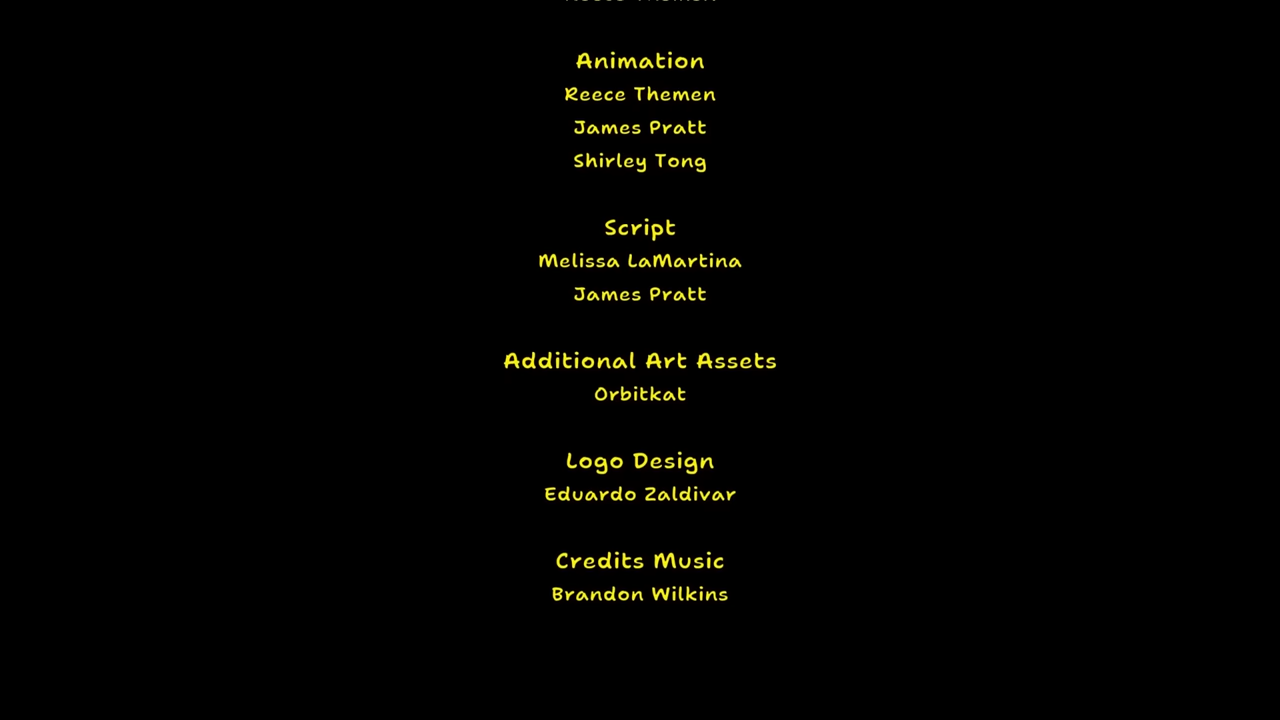 Animation
Reece Themen
James Pratt
Shirley Tong
Script
Melissa LaMartina
James Pratt
Additional Art Assets
Orbitkat
Logo Design
Eduardo Zaldivar
Credits Music
Brandon Wilkins